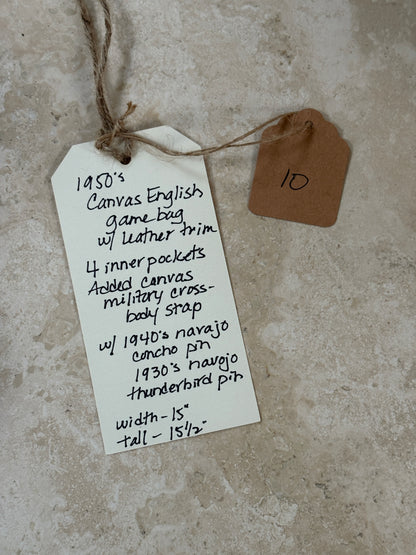 1950's
Canvas English
game bag
w/ Leather trim
4 inner pockets
Added canvas
military cross-
body strap
w/ 1940's navajo
concho pin
1930's navajo
thunderbird pin
width - 15"
tall - 15 1/2"
10